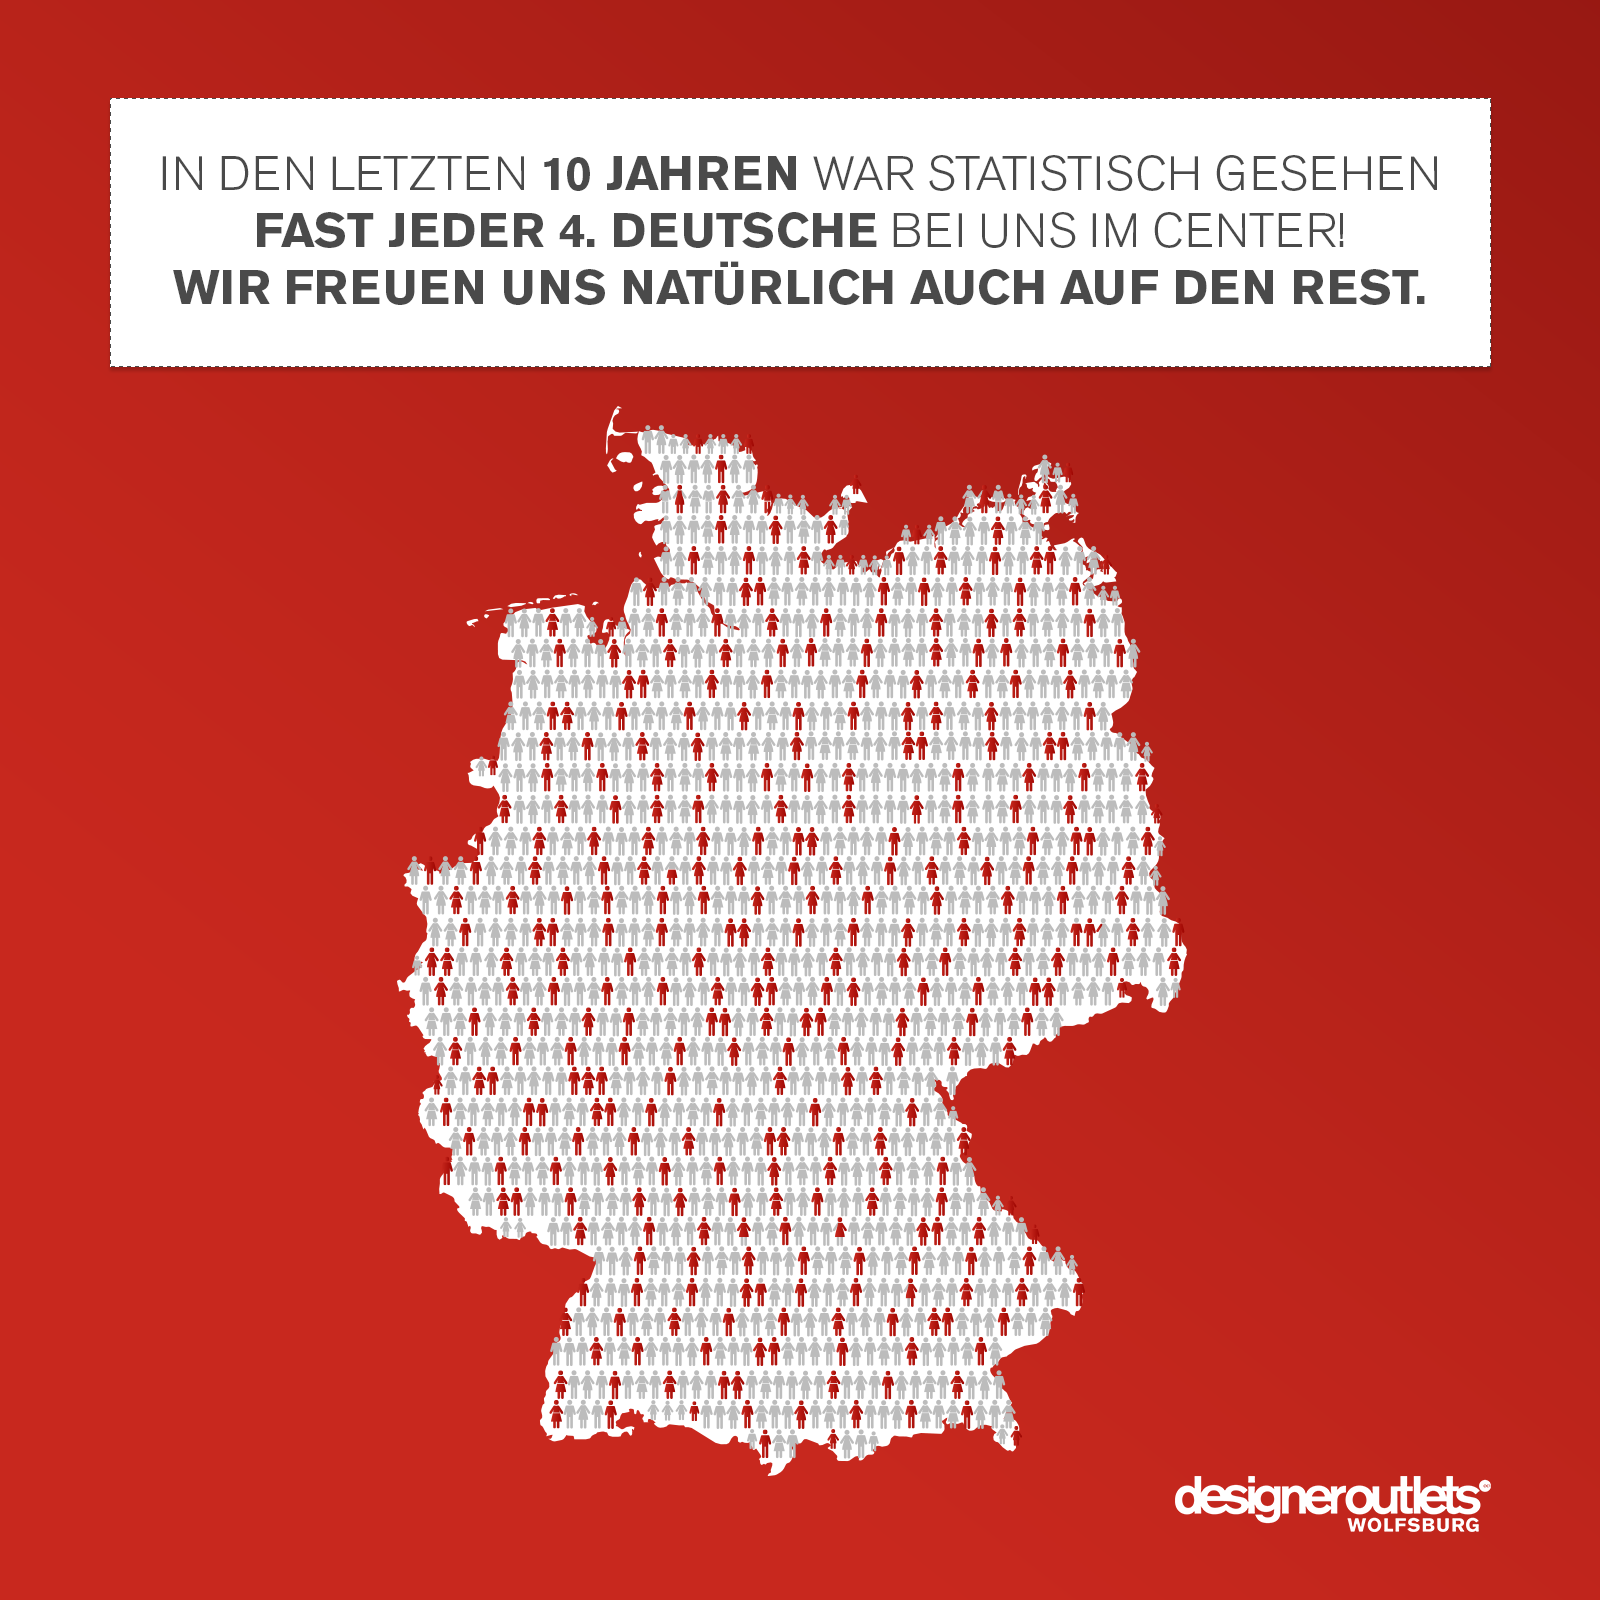 IN DEN LETZTEN 10 JAHREN WAR STATISTISCH GESEHEN
FAST JEDER 4. DEUTSCHE BEI UNS IM CENTER!
WIR FREUEN UNS NATÜRLICH AUCH AUF DEN REST.
designeroutlets
WOLFSBURG